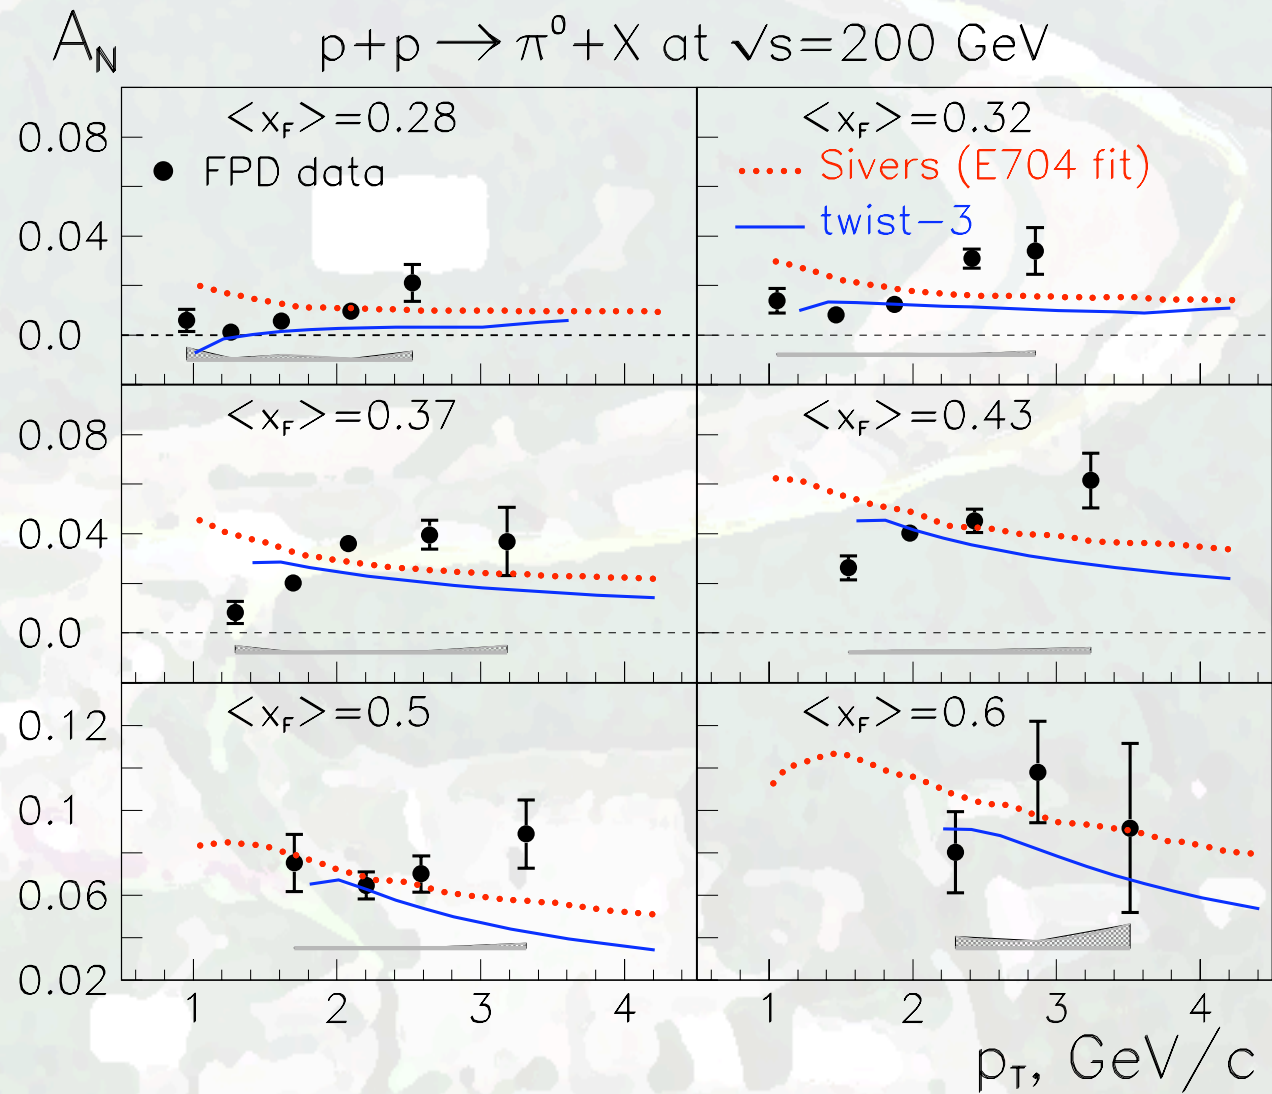 A_N p+p → π⁰+X at √s=200 GeV
<x_F>=0.28
FPD data
<x_F>=0.32
Sivers (E704 fit)
twist-3
0.08
0.04
0.0
<x_F>=0.37
<x_F>=0.43
0.08
0.04
0.0
<x_F>=0.5
<x_F>=0.6
0.12
0.1
0.06
0.02
1 2 3 4 1 2 3 4
p_T, GeV/c